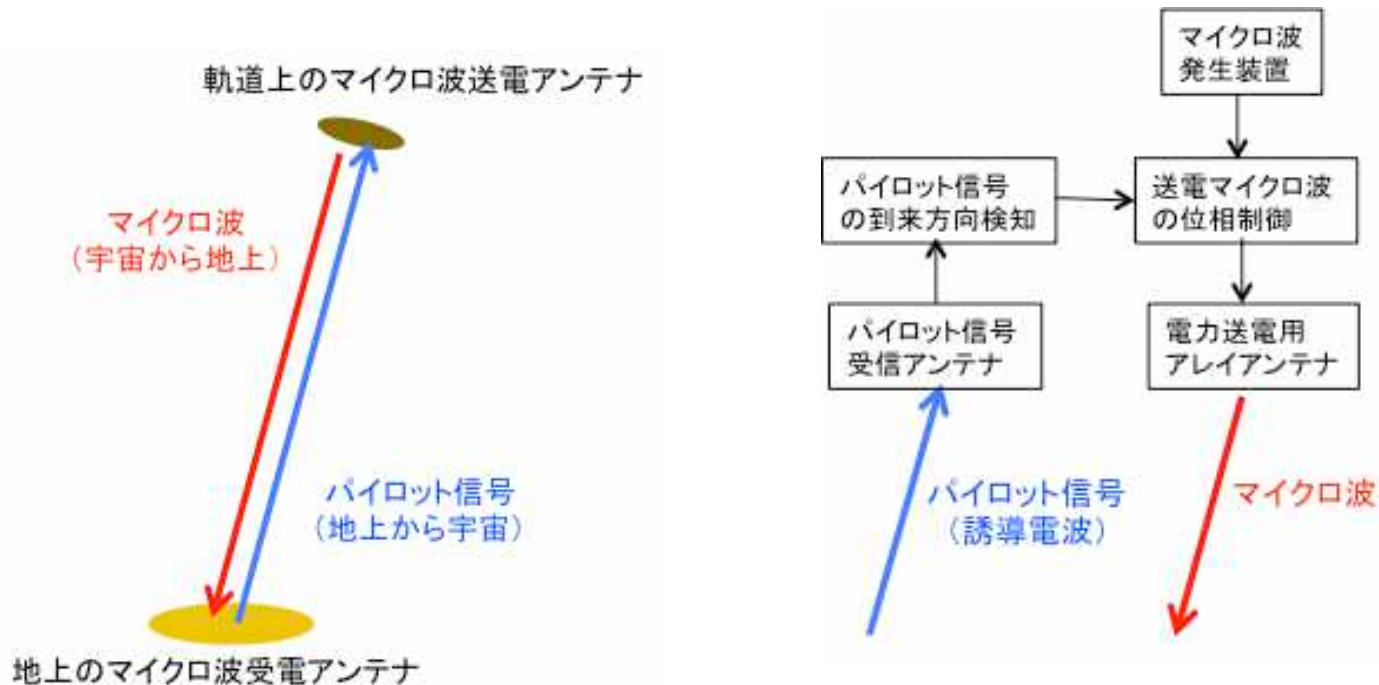 軌道上のマイクロ波送電アンテナ
マイクロ波
（宇宙から地上）
パイロット信号
（地上から宇宙）
地上のマイクロ波受電アンテナ
マイクロ波
発生装置
パイロット信号
の到来方向検知
送電マイクロ波
の位相制御
パイロット信号
受信アンテナ
電力送電用
アレイアンテナ
パイロット信号
（誘導電波）
マイクロ波